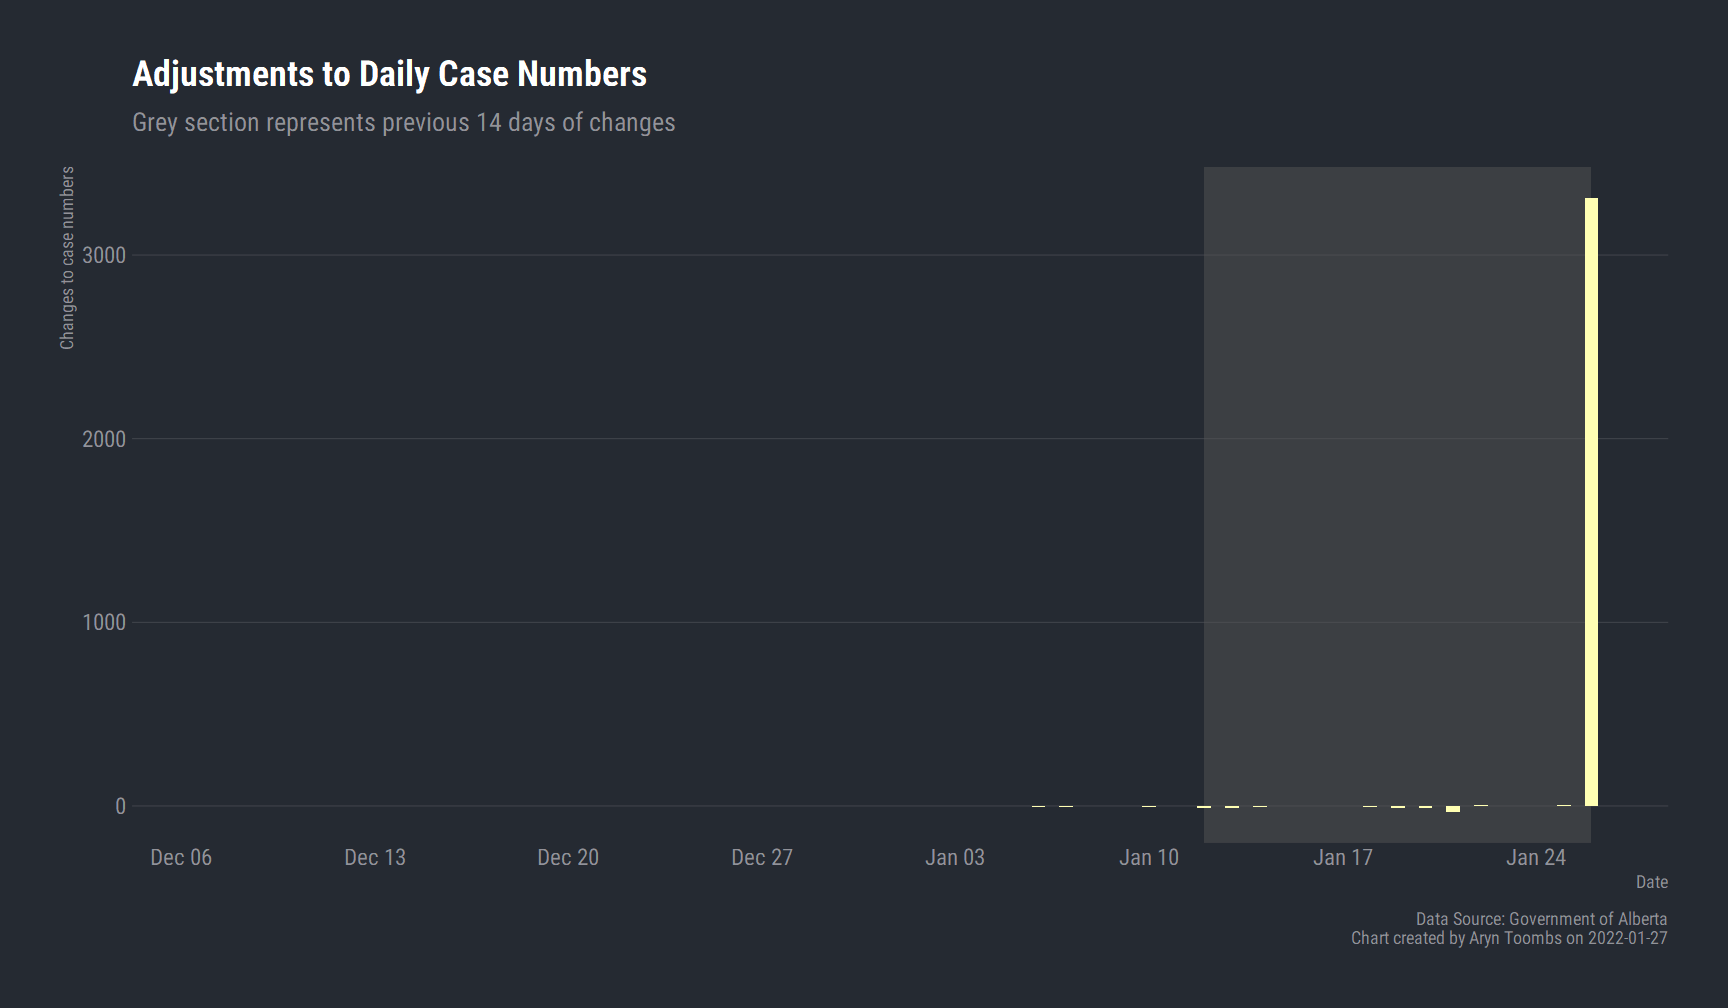 Adjustments to Daily Case Numbers
Grey section represents previous 14 days of changes
Changes to case numbers
3000
2000
1000
0
Dec 06
Dec 13
Dec 20
Dec 27
Jan 03
Jan 10
Jan 17
Jan 24
Date
Data Source: Government of Alberta
Chart created by Aryn Toombs on 2022-01-27